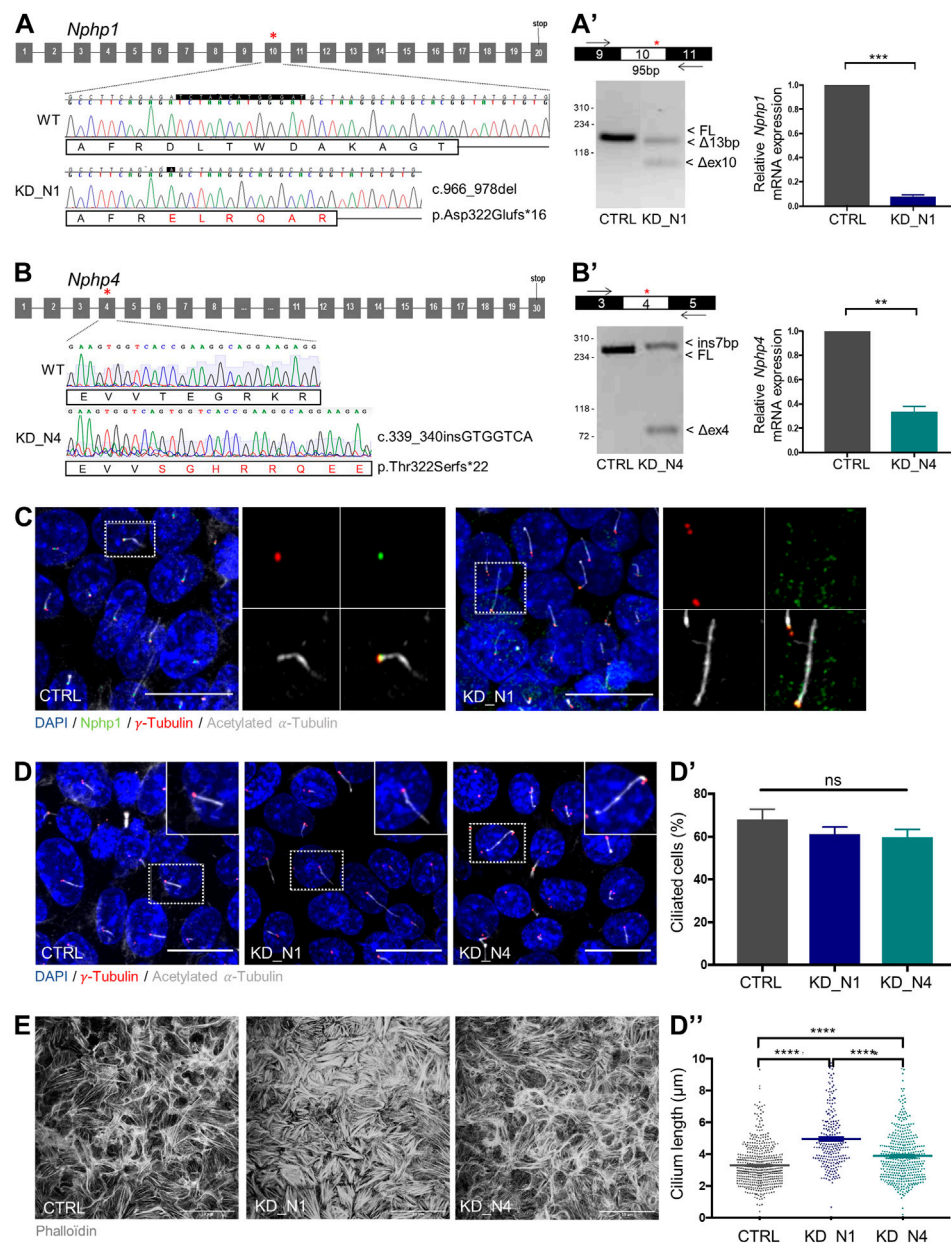 A
Nphp1
*
stop
1 2 3 4 5 6 7 8 9 10 11 12 13 14 15 16 17 18 19 20
WT
GCCTTCAGAGATCTAACATGGGATGCTAAGGCAGGCACGGTATGTGTG
A F R D L T W D A K A G T
KD_N1
c.966_978del
A F R E L R Q A R
p.Asp322Glufs*16
A'
*
9 10 11
95bp
310
234
118
< FL
< Δ13bp
< Δex10
CTRL KD_N1
Relative Nphp1
mRNA expression
***
1.0
0.8
0.6
0.4
0.2
0.0
CTRL KD_N1
B
Nphp4
*
stop
1 2 3 4 5 6 7 8 ... ... 11 12 13 14 15 16 17 18 19 30
GAAGTGGTCACCGAAGGCAGGAAGAGG
WT
E V V T E G R K R
GAAGTGGTCAGTGGTCACCGAAGGCAGGAAGAG
KD_N4
c.339_340insGTGGTCA
E V V S G H R R Q E E
p.Thr322Serfs*22
B'
*
3 4 5
310
234
118
72
< ins7bp
< FL
< Δex4
CTRL KD_N4
Relative Nphp4
mRNA expression
**
1.0
0.8
0.6
0.4
0.2
0.0
CTRL KD_N4
C
CTRL
KD_N1
DAPI / Nphp1 / γ-Tubulin / Acetylated α-Tubulin
D
CTRL
KD_N1
KD_N4
DAPI / γ-Tubulin / Acetylated α-Tubulin
D'
ns
Ciliated cells (%)
80
60
40
20
0
CTRL KD_N1 KD_N4
E
CTRL
KD_N1
KD_N4
Phalloïdin
D''
****
**** ****
Cilium length (μm)
10
8
6
4
2
0
CTRL KD_N1 KD_N4